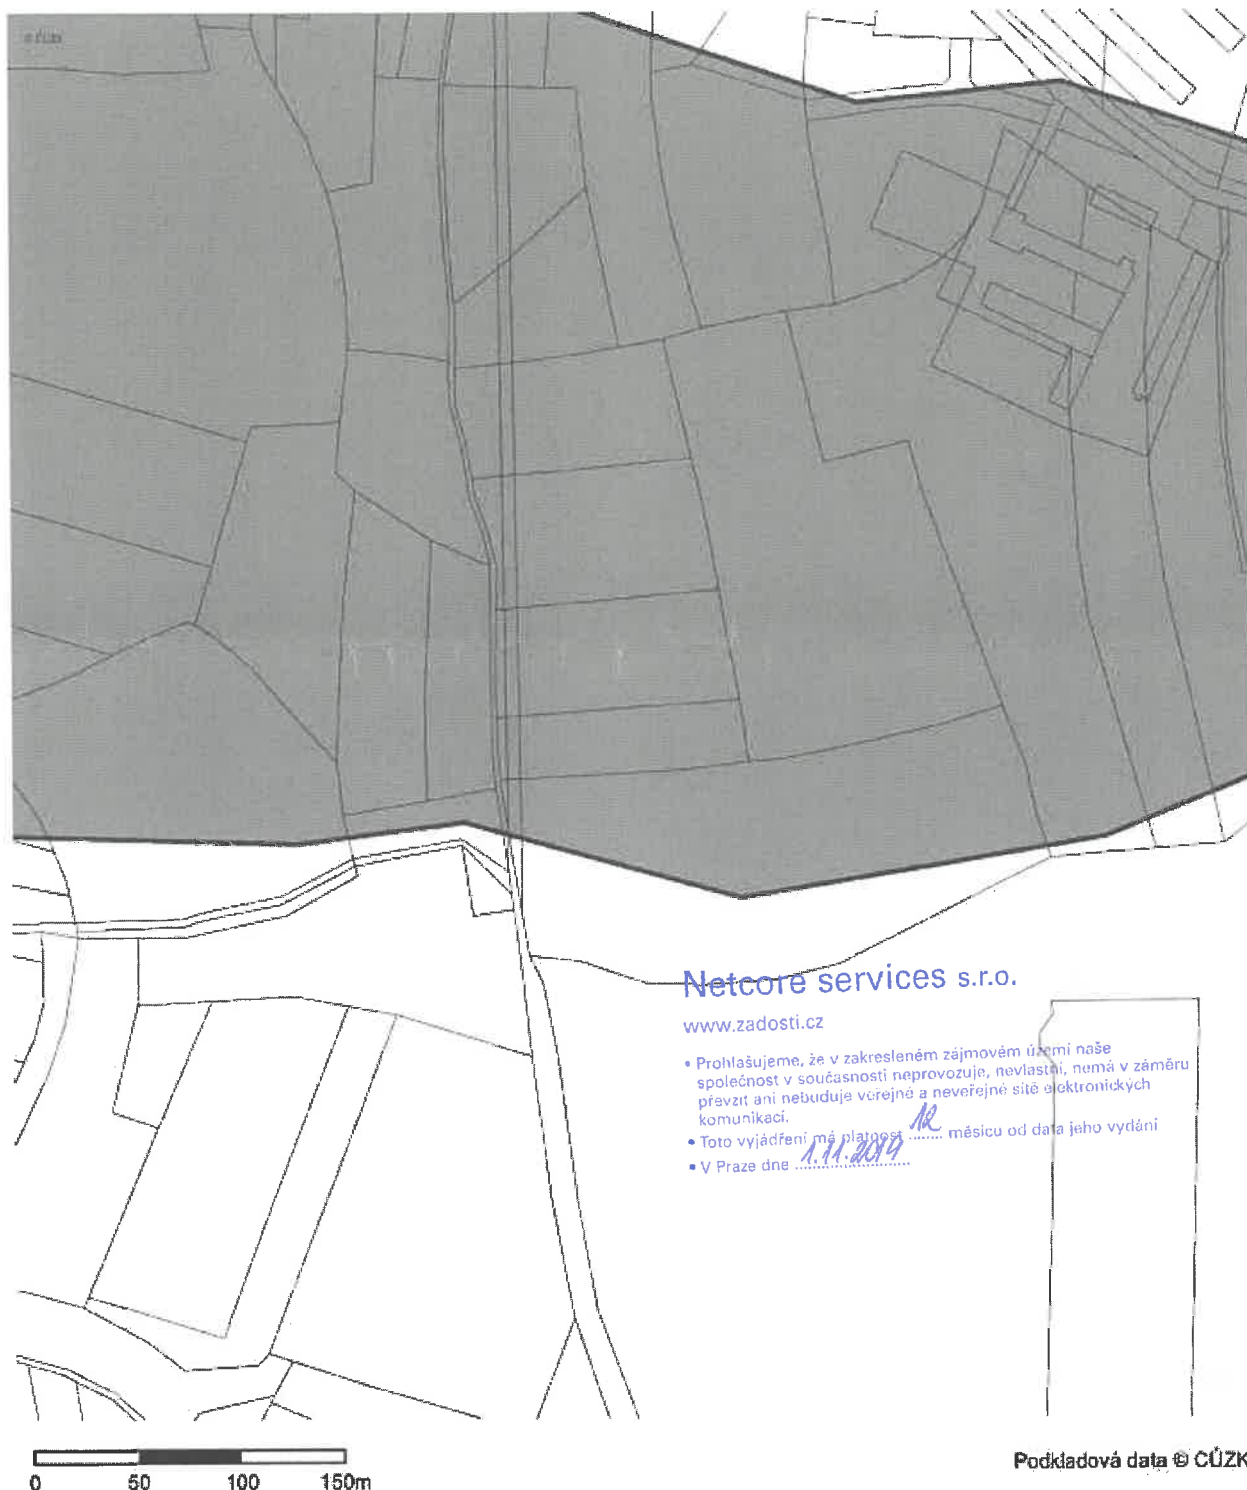 Netcore services s.r.o.
www.zadosti.cz
• Prohlašujeme, že v zakresleném zájmovém území naše
společnost v současnosti neprovozuje, nevlastní, nemá v záměru
převzít ani nebuduje veřejné a neveřejné sítě elektronických
komunikací.
• Toto vyjádření má platnost 12 měsícu od data jeho vydání
• V Praze dne 1.11.2014
0 50 100 150m
Podkladová data © ČÚZK